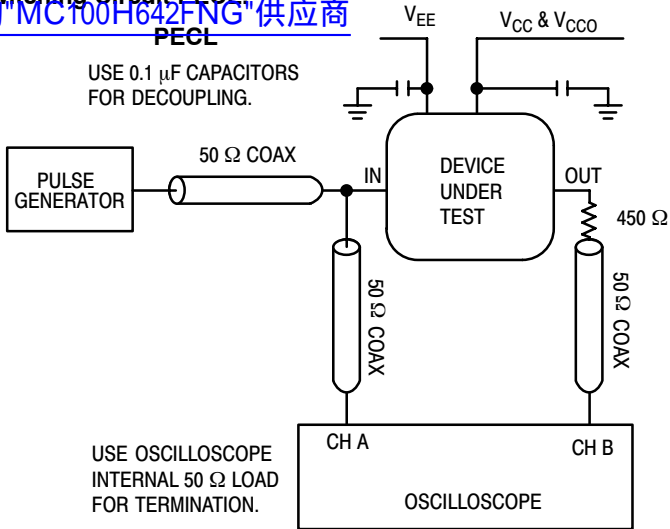 "MC100H642FNG"供应商
PECL
USE 0.1 μF CAPACITORS
FOR DECOUPLING.
VEE
VCC & VCCO
50 Ω COAX
PULSE
GENERATOR
IN
DEVICE
UNDER
TEST
OUT
450 Ω
50 Ω COAX
50 Ω COAX
CH A
CH B
USE OSCILLOSCOPE
INTERNAL 50 Ω LOAD
FOR TERMINATION.
OSCILLOSCOPE